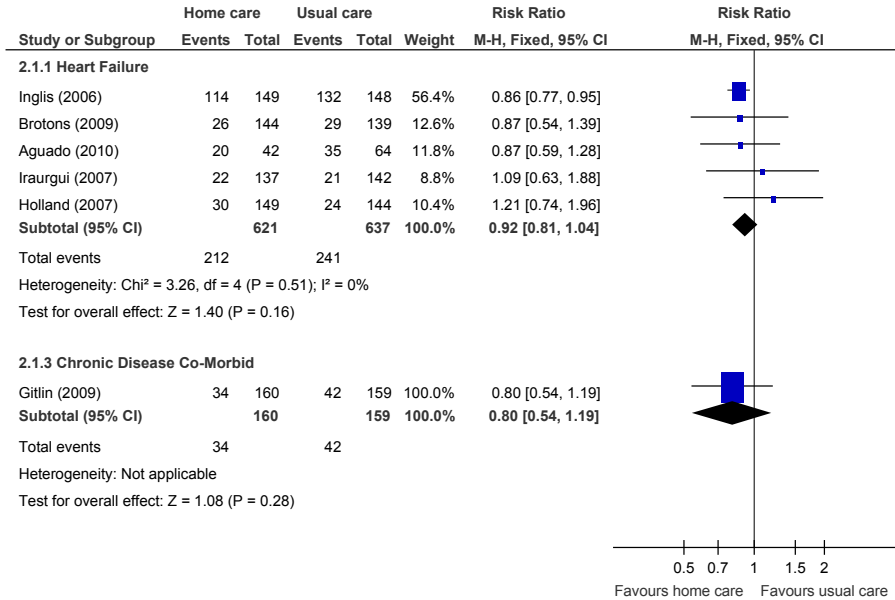 Home care Usual care Risk Ratio Risk Ratio
Study or Subgroup Events Total Events Total Weight M-H, Fixed, 95% CI M-H, Fixed, 95% CI
2.1.1 Heart Failure
Inglis (2006) 114 149 132 148 56.4% 0.86 [0.77, 0.95]
Brotons (2009) 26 144 29 139 12.6% 0.87 [0.54, 1.39]
Aguado (2010) 20 42 35 64 11.8% 0.87 [0.59, 1.28]
Iraurgui (2007) 22 137 21 142 8.8% 1.09 [0.63, 1.88]
Holland (2007) 30 149 24 144 10.4% 1.21 [0.74, 1.96]
Subtotal (95% CI) 621 637 100.0% 0.92 [0.81, 1.04]
Total events 212 241
Heterogeneity: Chi² = 3.26, df = 4 (P = 0.51); I² = 0%
Test for overall effect: Z = 1.40 (P = 0.16)
2.1.3 Chronic Disease Co-Morbid
Gitlin (2009) 34 160 42 159 100.0% 0.80 [0.54, 1.19]
Subtotal (95% CI) 160 159 100.0% 0.80 [0.54, 1.19]
Total events 34 42
Heterogeneity: Not applicable
Test for overall effect: Z = 1.08 (P = 0.28)
0.5 0.7 1 1.5 2
Favours home care Favours usual care